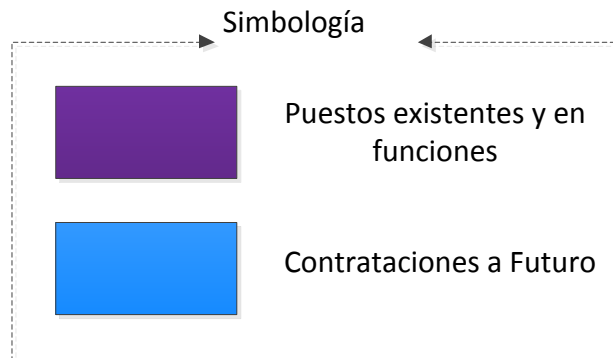 Simbología
Puestos existentes y en
funciones
Contrataciones a Futuro